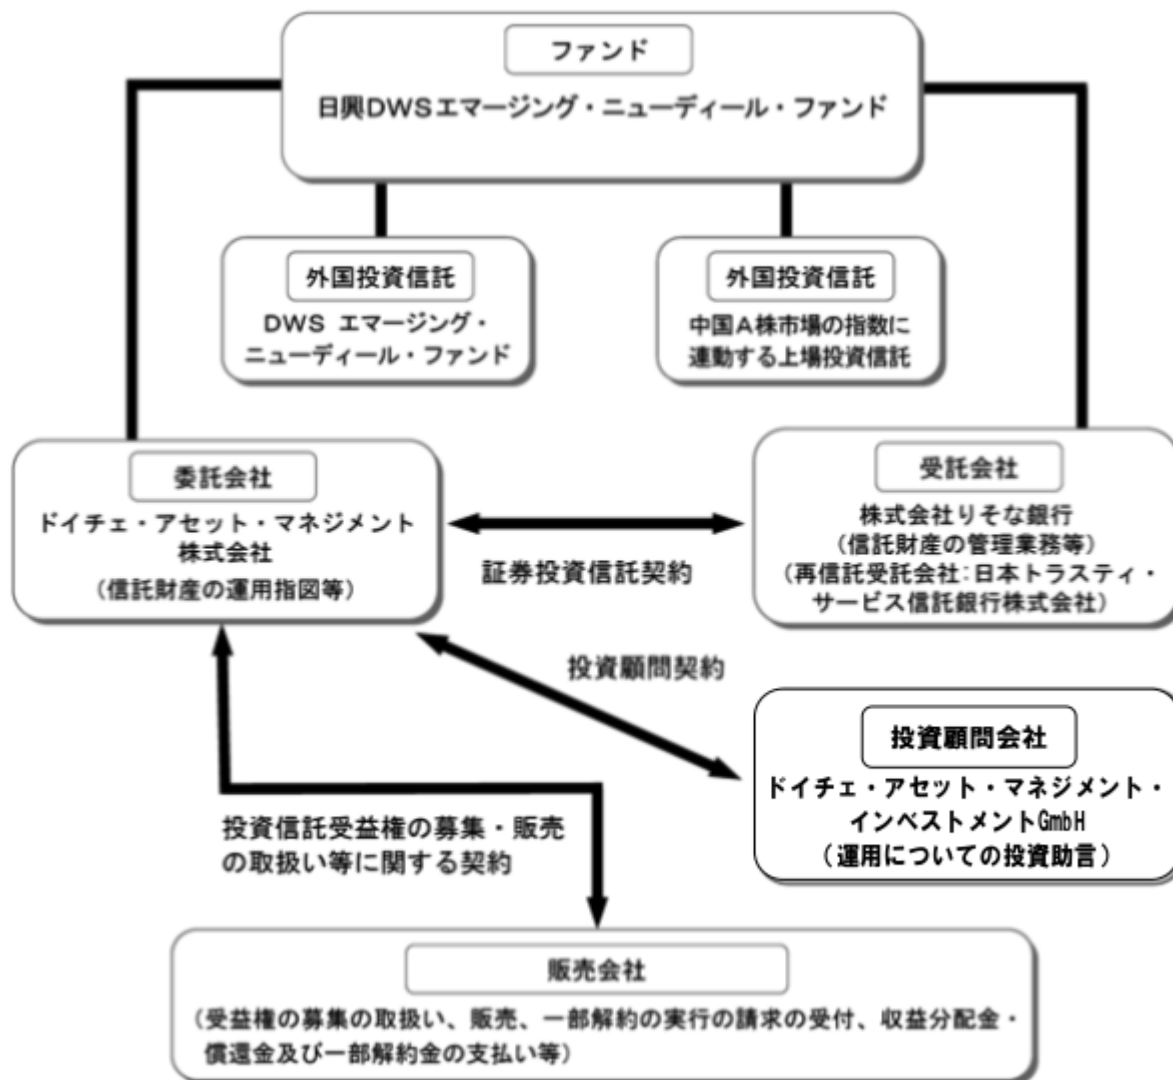 ファンド
日興DWSエマージング・ニューディール・ファンド
外国投資信託
DWS エマージング・
ニューディール・ファンド
外国投資信託
中国A株市場の指数に
連動する上場投資信託
委託会社
ドイチェ・アセット・マネジメント
株式会社
(信託財産の運用指図等)
証券投資信託契約
受託会社
株式会社りそな銀行
(信託財産の管理業務等)
(再信託受託会社:日本トラスティ・
サービス信託銀行株式会社)
投資顧問契約
投資顧問会社
ドイチェ・アセット・マネジメント・
インベストメントGmbH
(運用についての投資助言)
投資信託受益権の募集・販売
の取扱い等に関する契約
販売会社
(受益権の募集の取扱い、販売、一部解約の実行の請求の受付、収益分配金・
償還金及び一部解約金の支払い等)